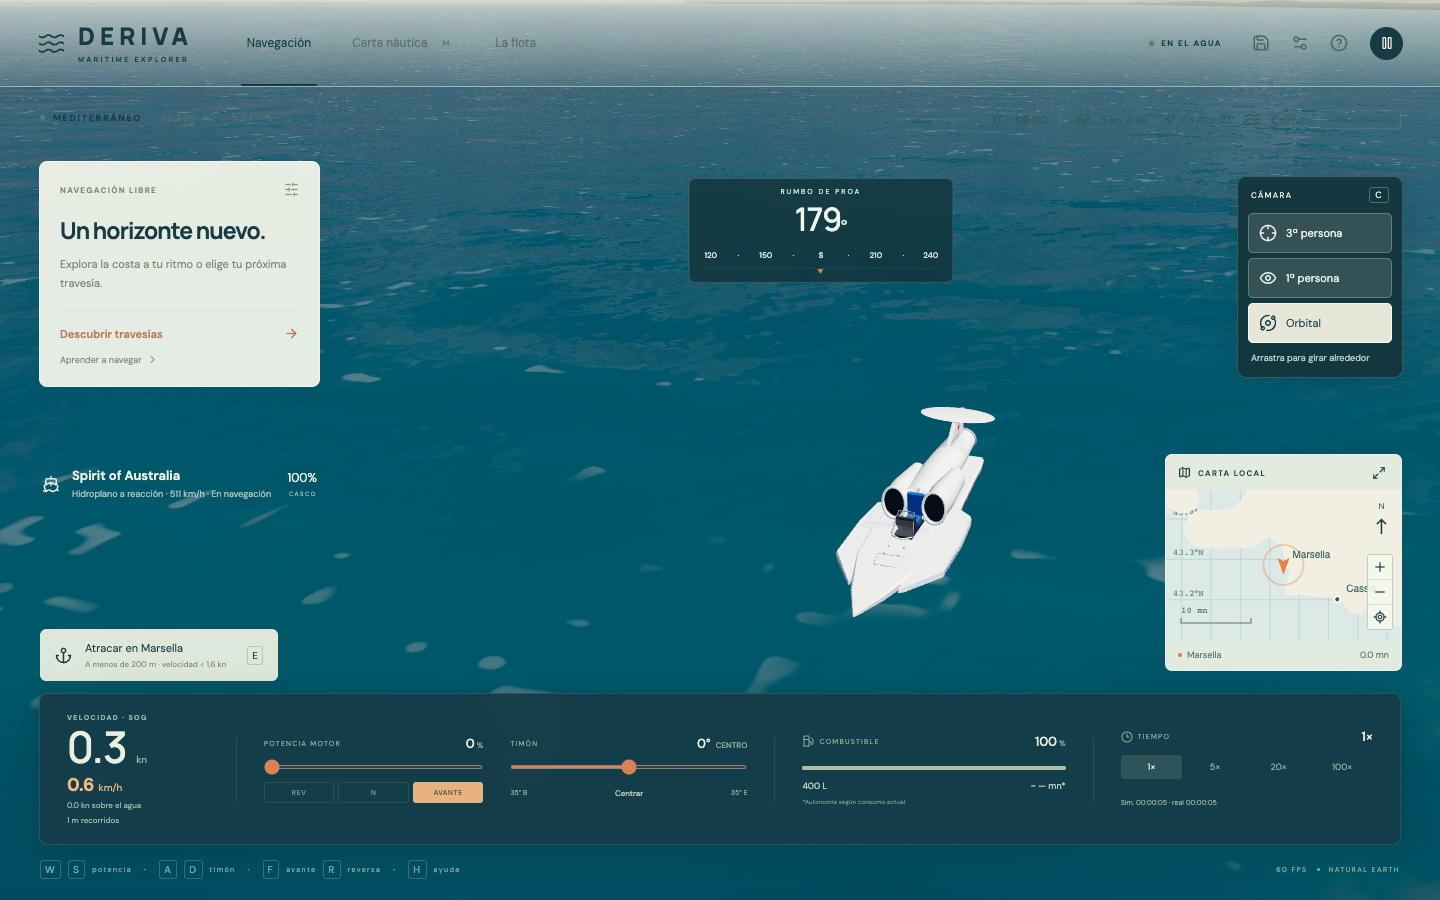 DERIVA
MARITIME EXPLORER
Navegación
Carta náutica M
La flota
EN EL AGUA
MEDITERRÁNEO
09:00
5 kn
Calma
NAVEGACIÓN LIBRE
Un horizonte nuevo.
Explora la costa a tu ritmo o elige tu próxima
travesía.
Descubrir travesías
Aprender a navegar
RUMBO DE PROA
179°
120 · 150 · S · 210 · 240
CÁMARA C
3ª persona
1ª persona
Orbital
Arrastra para girar alrededor
Spirit of Australia
Hidroplano a reacción · 511 km/h · En navegación
100%
CASCO
CARTA LOCAL
N
43.3°N
Marsella
43.2°N
10 mn
Marsella 0.0 mn
Atracar en Marsella
A menos de 200 m · velocidad < 1,6 kn
E
VELOCIDAD · SOG
0.3 kn
0.6 km/h
0.0 kn sobre el agua
1 m recorridos
POTENCIA MOTOR 0 %
REV N AVANTE
TIMÓN 0° CENTRO
35° B Centrar 35° E
COMBUSTIBLE 100 %
400 L ~ — mn*
*Autonomía según consumo actual
TIEMPO 1×
1× 5× 20× 100×
Sim. 00:00:05 · real 00:00:05
W S potencia · A D timón · F avante R reversa · H ayuda
60 FPS • NATURAL EARTH